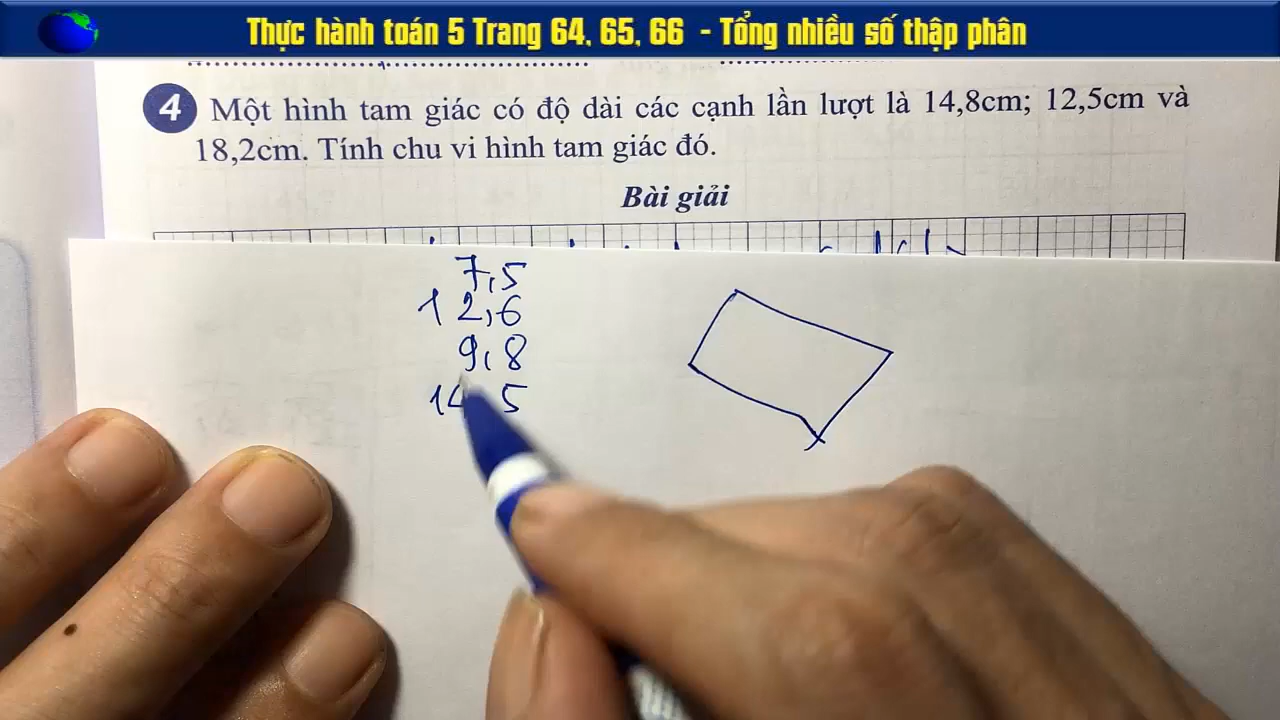 Thực hành toán 5 Trang 64, 65, 66 - Tổng nhiều số thập phân
4 Một hình tam giác có độ dài các cạnh lần lượt là 14,8cm; 12,5cm và
18,2cm. Tính chu vi hình tam giác đó.
Bài giải
7,5
12,6
9,8